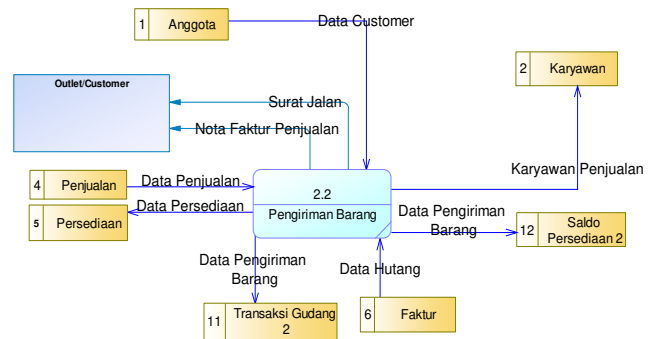 1 Anggota
Data Customer
2 Karyawan
Outlet/Customer
Surat Jalan
Nota Faktur Penjualan
Karyawan Penjualan
4 Penjualan
Data Penjualan
2.2
5 Persediaan
Data Persediaan
Pengiriman Barang
Data Pengiriman
Barang
12 Saldo
Persediaan 2
Data Pengiriman
Barang
Data Hutang
11 Transaksi Gudang
2
6 Faktur